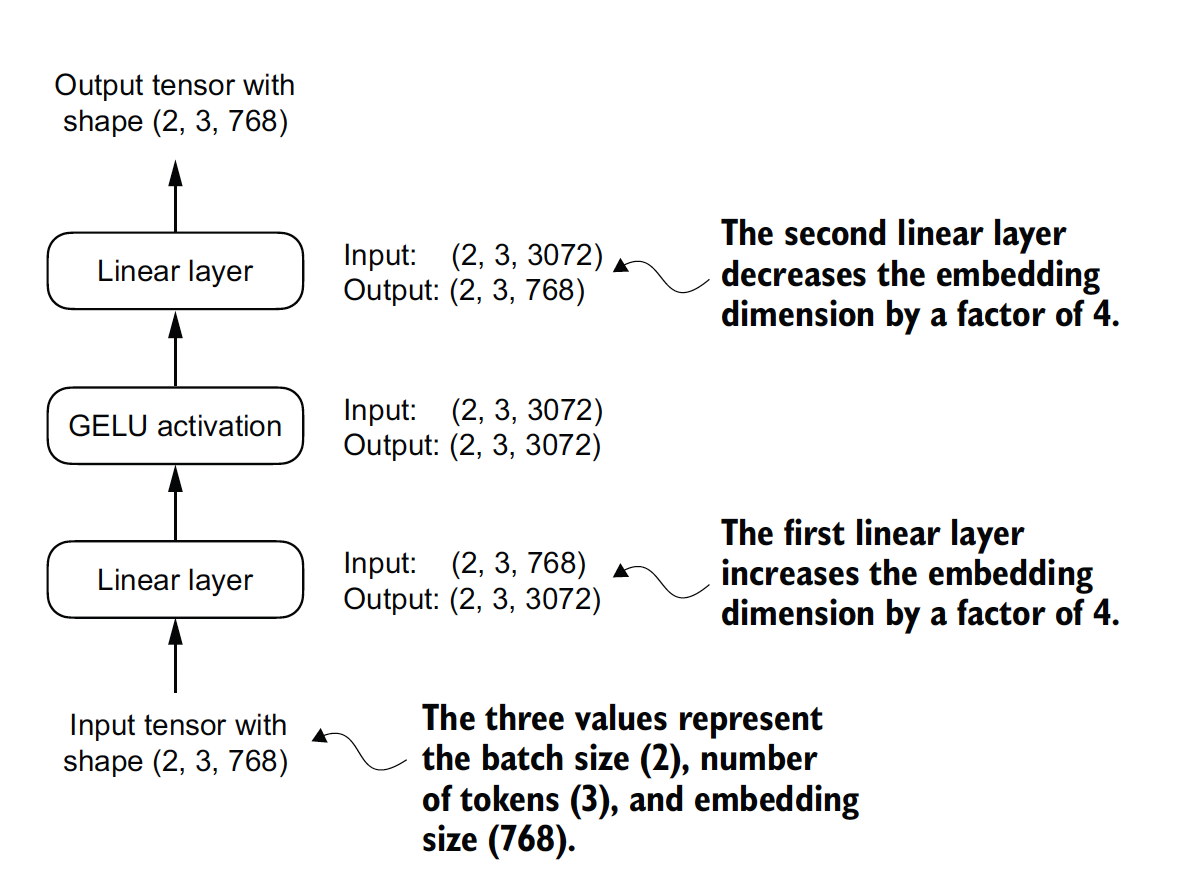 Output tensor with
shape (2, 3, 768)
Linear layer
Input: (2, 3, 3072)
Output: (2, 3, 768)
The second linear layer
decreases the embedding
dimension by a factor of 4.
GELU activation
Input: (2, 3, 3072)
Output: (2, 3, 3072)
Linear layer
Input: (2, 3, 768)
Output: (2, 3, 3072)
The first linear layer
increases the embedding
dimension by a factor of 4.
Input tensor with
shape (2, 3, 768)
The three values represent
the batch size (2), number
of tokens (3), and embedding
size (768).